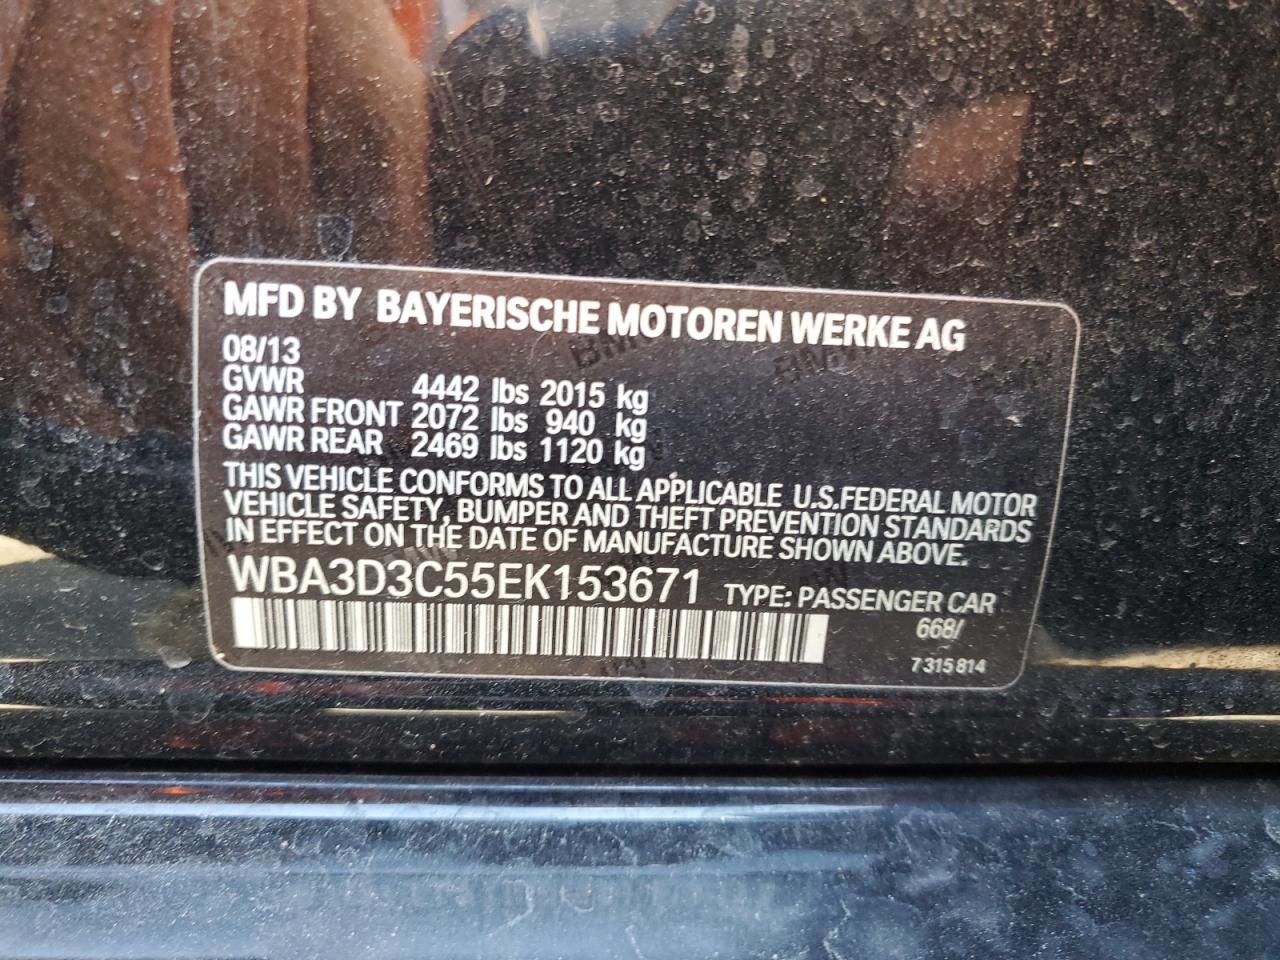 MFD BY BAYERISCHE MOTOREN WERKE AG
08/13
GVWR 4442 lbs 2015 kg
GAWR FRONT 2072 lbs 940 kg
GAWR REAR 2469 lbs 1120 kg
THIS VEHICLE CONFORMS TO ALL APPLICABLE U.S.FEDERAL MOTOR
VEHICLE SAFETY, BUMPER AND THEFT PREVENTION STANDARDS
IN EFFECT ON THE DATE OF MANUFACTURE SHOWN ABOVE.
WBA3D3C55EK153671 TYPE: PASSENGER CAR
668/
7 315 814